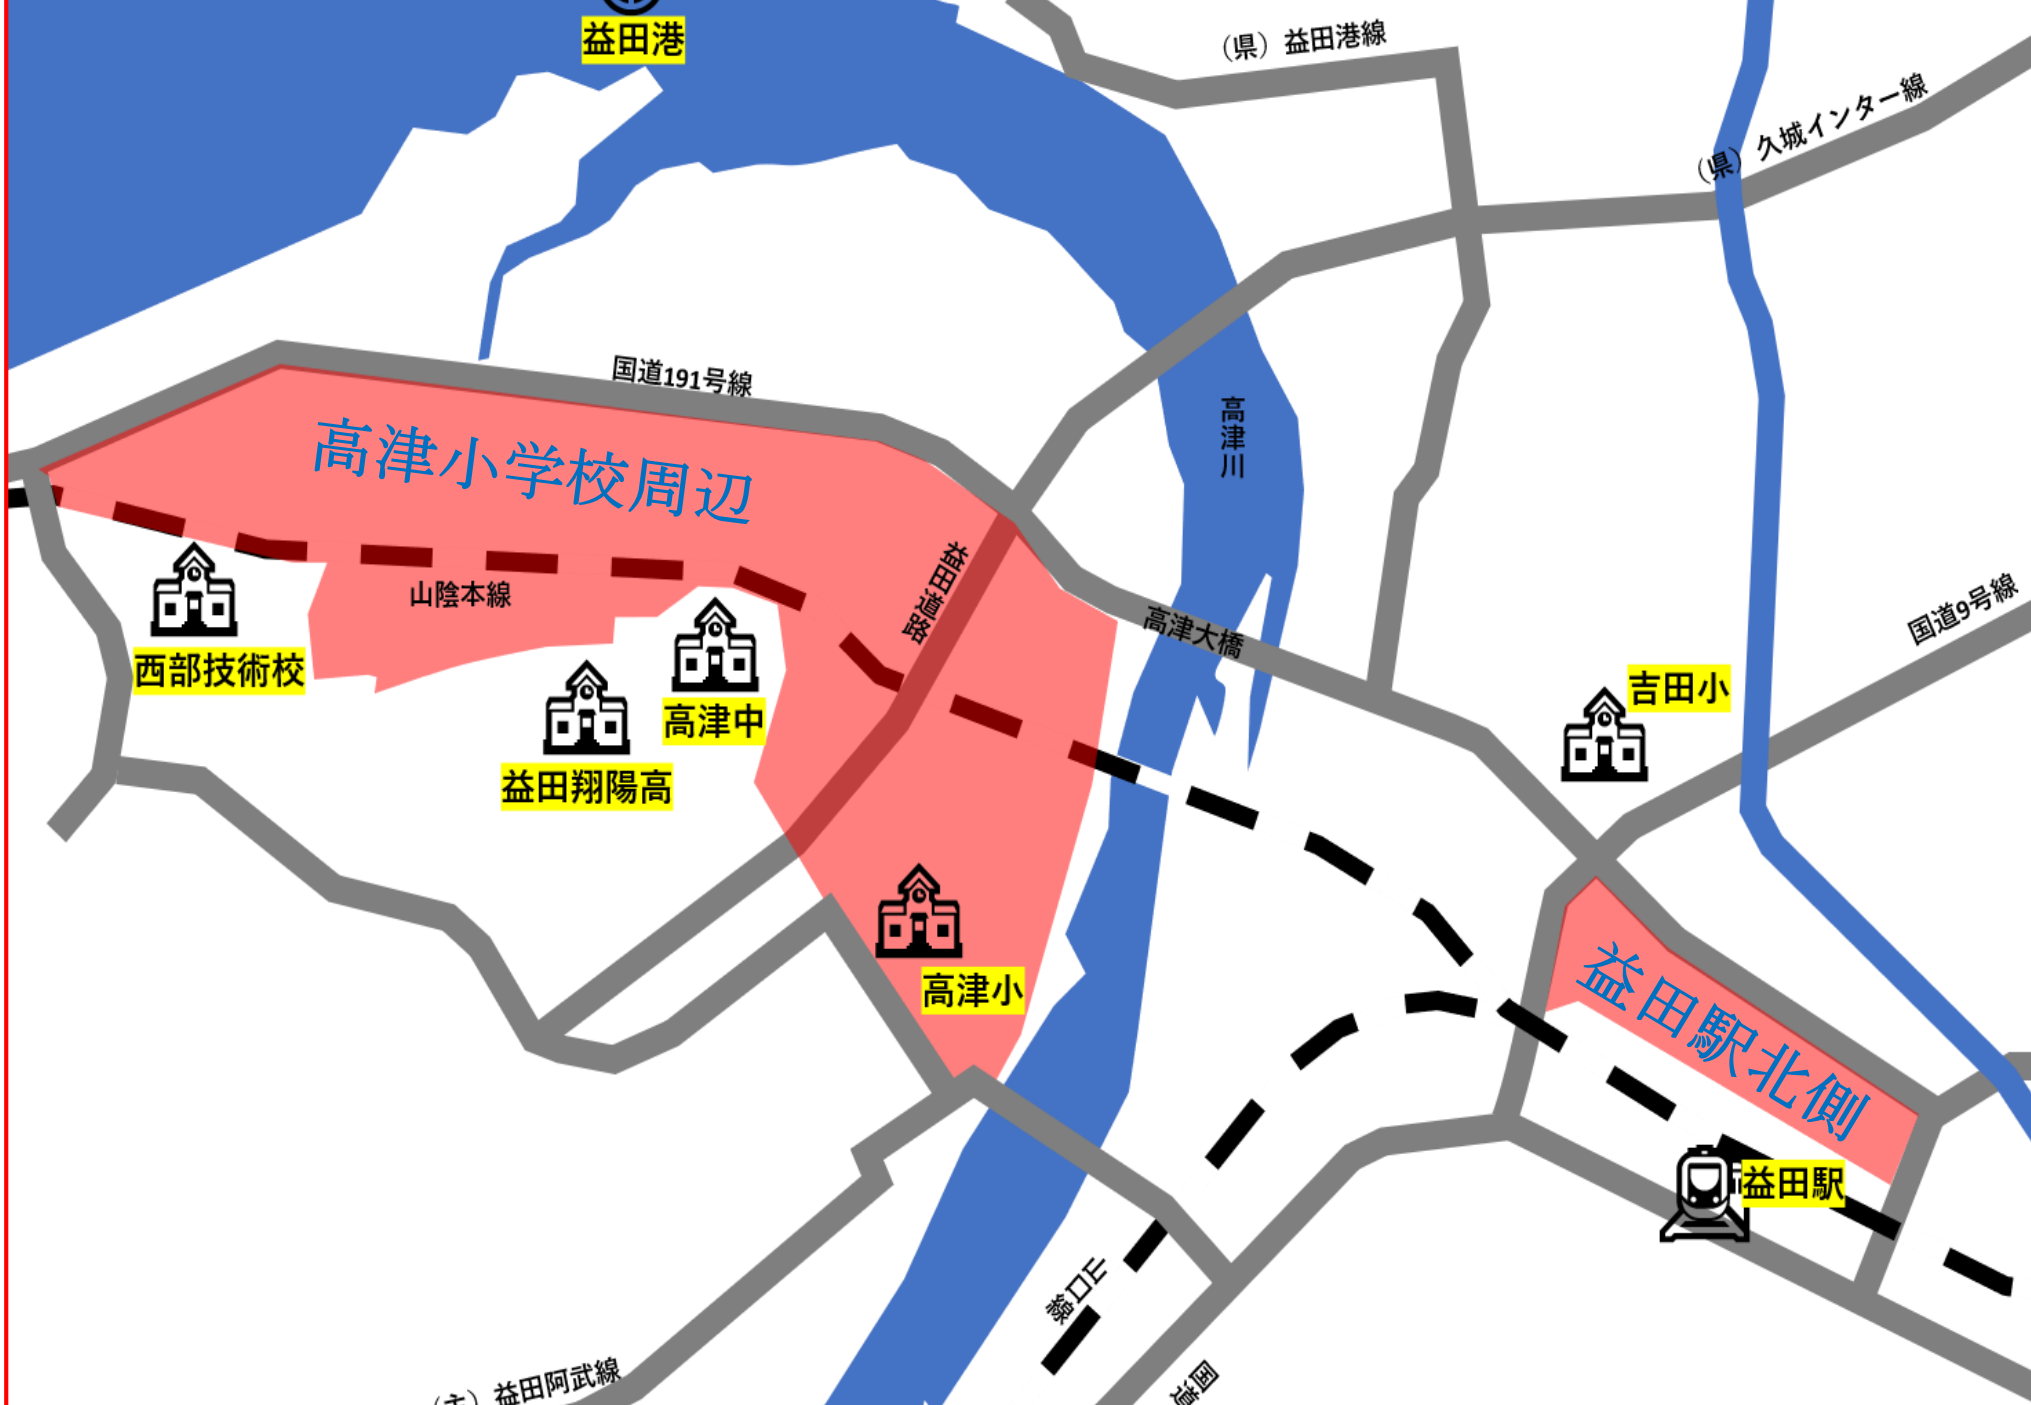 益田港
（県）益田港線
（県）久城インター線
国道191号線
高津小学校周辺
高津川
益田道路
山陰本線
高津大橋
国道9号線
西部技術校
高津中
吉田小
益田翔陽高
高津小
益田駅北側
益田駅
山口線
（主）益田阿武線
国道